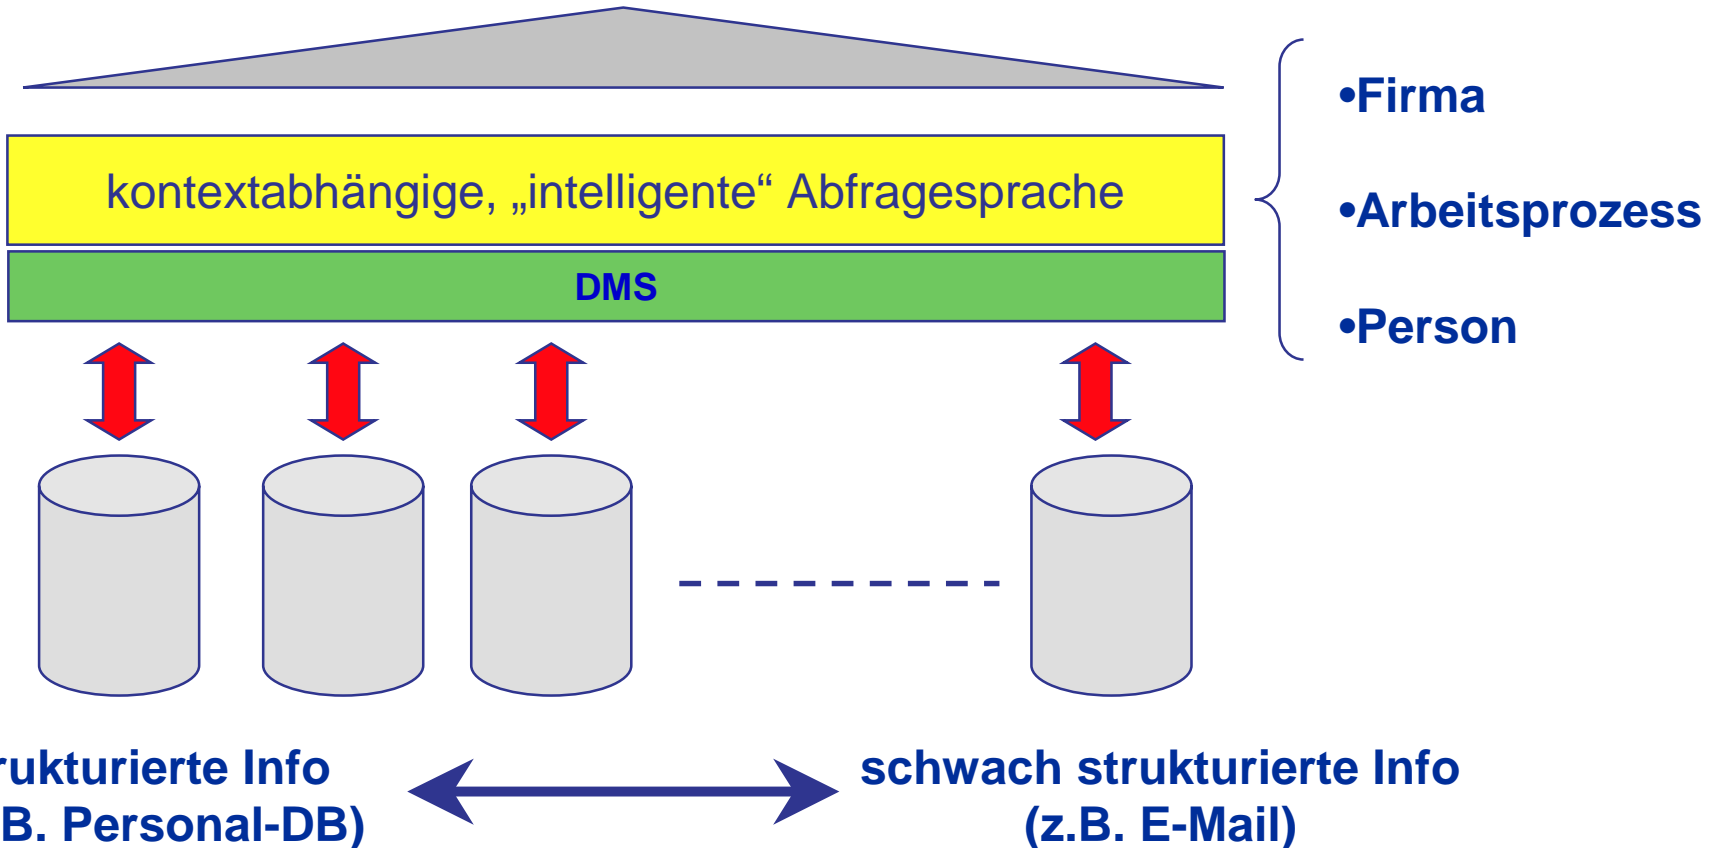 •Firma
kontextabhängige, „intelligente“ Abfragesprache
•Arbeitsprozess
DMS
•Person
rukturierte Info
B. Personal-DB)
schwach strukturierte Info
(z.B. E-Mail)